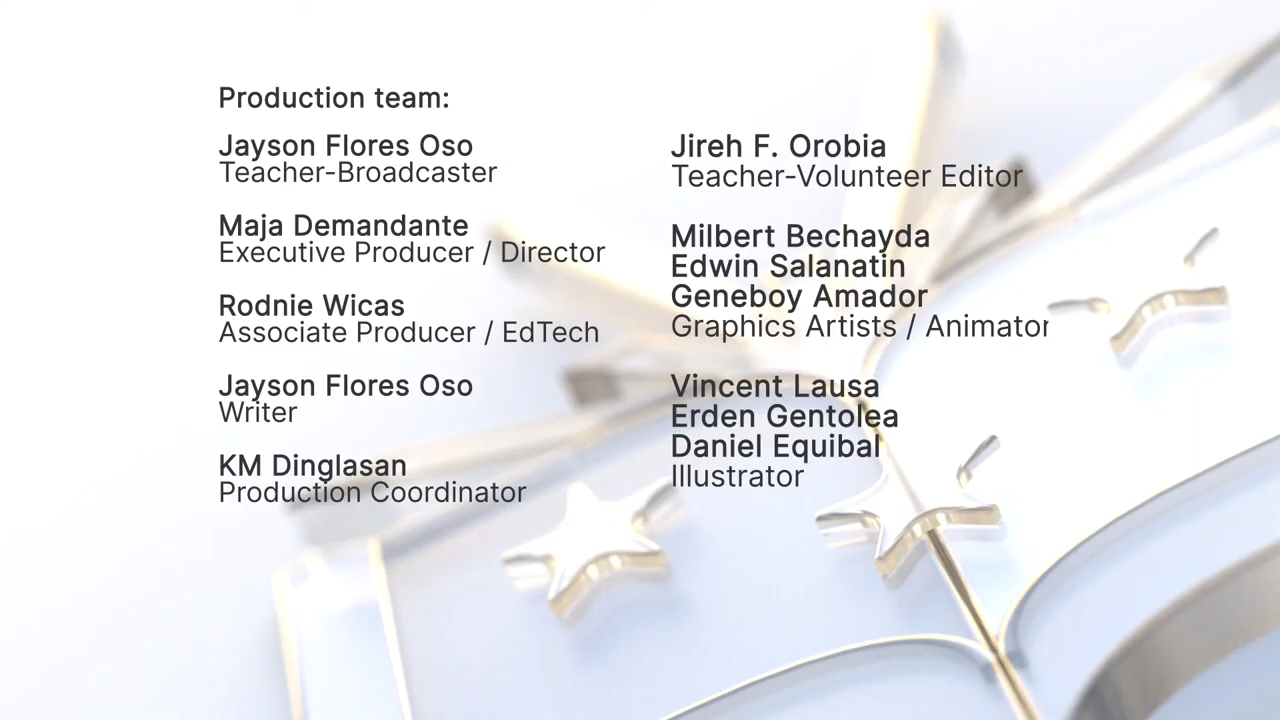 Production team:
Jayson Flores Oso
Teacher-Broadcaster
Maja Demandante
Executive Producer / Director
Rodnie Wicas
Associate Producer / EdTech
Jayson Flores Oso
Writer
KM Dinglasan
Production Coordinator
Jireh F. Orobia
Teacher-Volunteer Editor
Milbert Bechayda
Edwin Salanatin
Geneboy Amador
Graphics Artists / Animator
Vincent Lausa
Erden Gentolea
Daniel Equibal
Illustrator